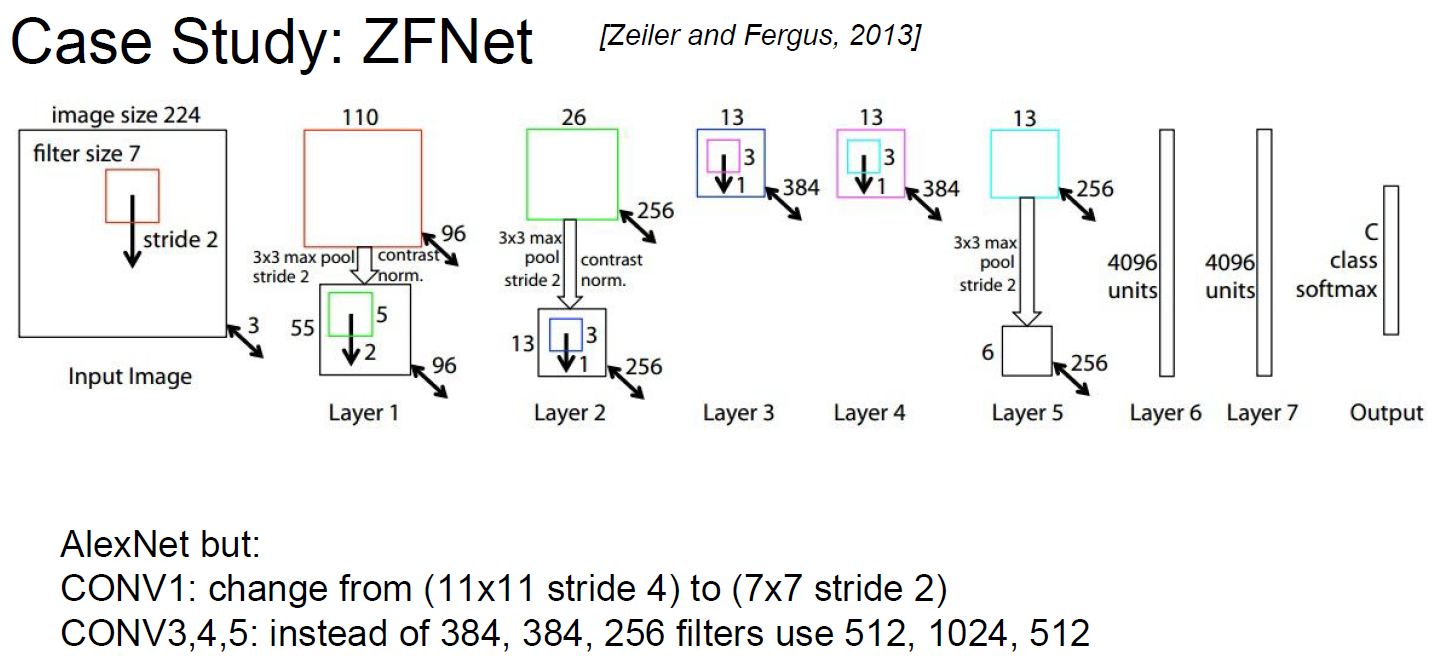 Case Study: ZFNet
[Zeiler and Fergus, 2013]
image size 224
filter size 7
stride 2
3
Input Image
110
96
3x3 max pool
stride 2
contrast
norm.
55
5
2
96
Layer 1
26
256
3x3 max
pool
stride 2
contrast
norm.
13
3
1
256
Layer 2
13
3
1
384
Layer 3
13
3
1
384
Layer 4
13
256
3x3 max
pool
stride 2
6
256
Layer 5
4096
units
Layer 6
4096
units
Layer 7
C
class
softmax
Output
AlexNet but:
CONV1: change from (11x11 stride 4) to (7x7 stride 2)
CONV3,4,5: instead of 384, 384, 256 filters use 512, 1024, 512